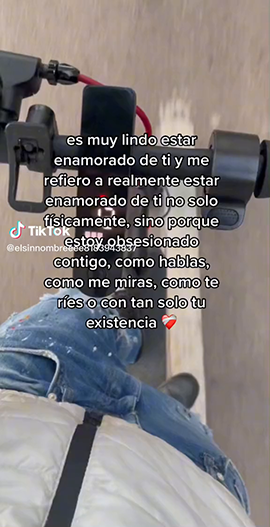 es muy lindo estar
enamorado de ti y me
refiero a realmente estar
enamorado de ti no solo
físicamente, sino porque
estoy obsesionado
contigo, como hablas,
como me miras, como te
ríes o con tan solo tu
existencia ❤️‍🩹
TikTok